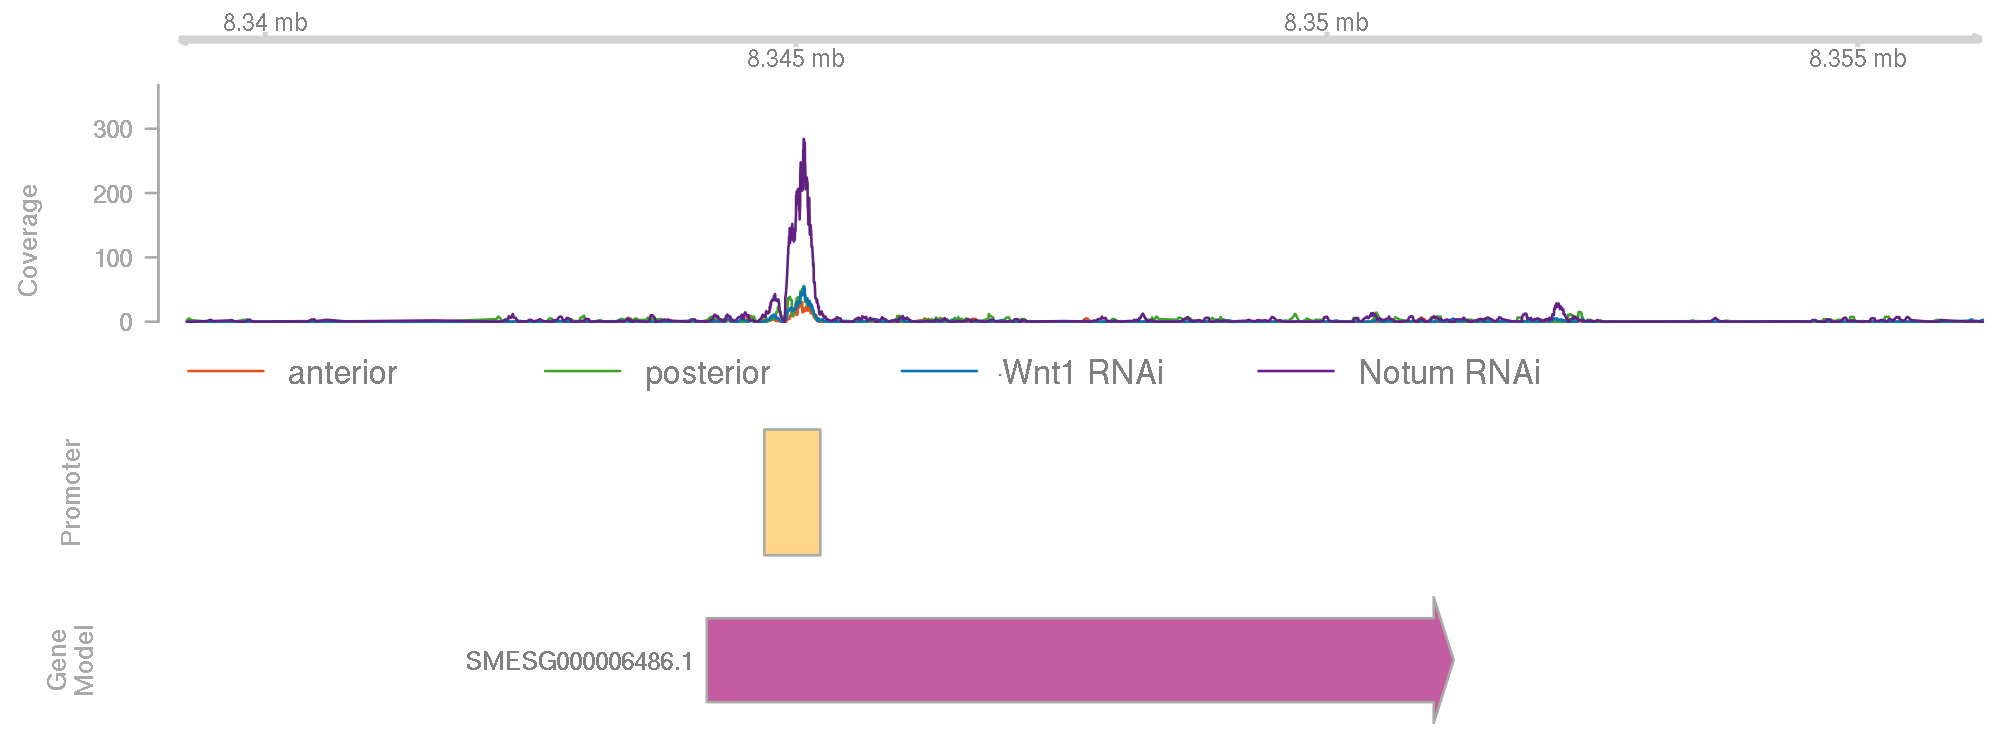 8.34 mb
8.35 mb
8.345 mb
8.355 mb
Coverage
300
200
100
0
anterior posterior Wnt1 RNAi Notum RNAi
Promoter
Gene
Model
SMESG000006486.1